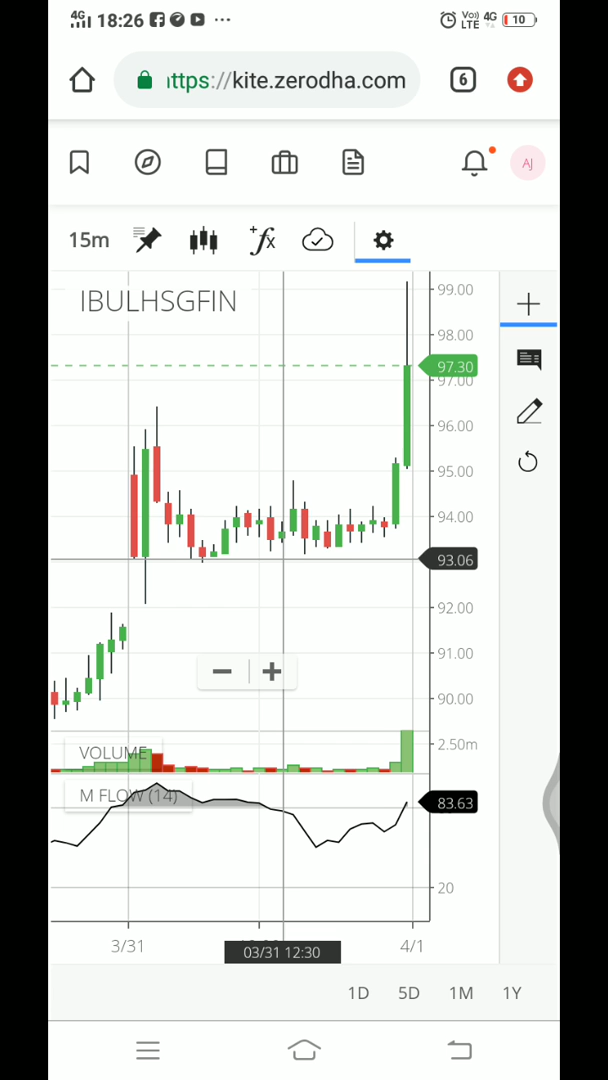 4G 18:26 ... Vo) LTE 4G 10
ttps://kite.zerodha.com 6
AJ
15m +fx
IBULHSGFIN
99.00
98.00
97.30
97.00
96.00
95.00
94.00
93.06
92.00
91.00
90.00
VOLUME
2.50m
M FLOW (14)
83.63
20
3/31 03/31 12:30 4/1
1D 5D 1M 1Y